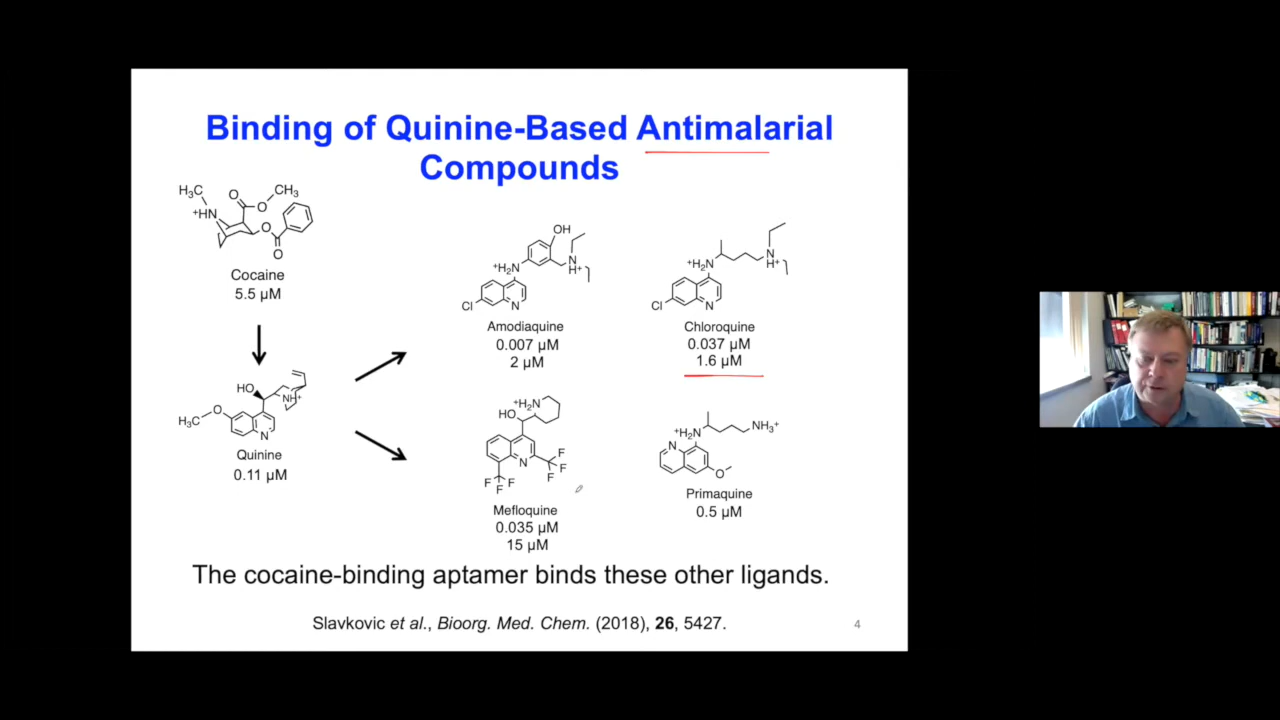 Binding of Quinine-Based Antimalarial
Compounds
H₃C
O
CH₃
O
⁺HN
O
O
Cocaine
5.5 µM
HO
NH⁺
O
H₃C
N
Quinine
0.11 µM
OH
⁺H₂N
N
H⁺
Cl
N
Amodiaquine
0.007 µM
2 µM
⁺H₂N
N
H⁺
Cl
N
Chloroquine
0.037 µM
1.6 µM
⁺H₂N
HO
N
F
F
F
F
F
F
Mefloquine
0.035 µM
15 µM
⁺H₂N
NH₃⁺
N
O
Primaquine
0.5 µM
The cocaine-binding aptamer binds these other ligands.
Slavkovic et al., Bioorg. Med. Chem. (2018), 26, 5427.
4